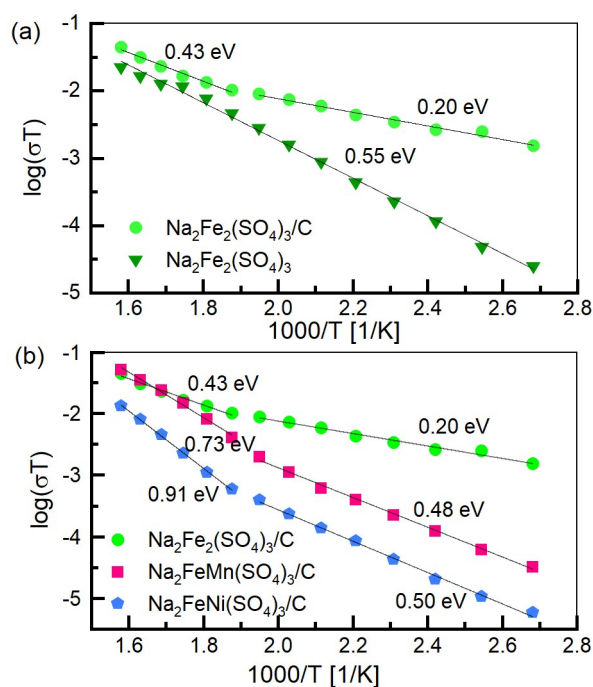 (a)
-1
-2
-3
-4
-5
log(σT)
0.43 eV
0.20 eV
0.55 eV
Na₂Fe₂(SO₄)₃/C
Na₂Fe₂(SO₄)₃
1.6 1.8 2.0 2.2 2.4 2.6 2.8
1000/T [1/K]
(b)
-1
-2
-3
-4
-5
log(σT)
0.43 eV
0.20 eV
0.73 eV
0.91 eV
0.48 eV
0.50 eV
Na₂Fe₂(SO₄)₃/C
Na₂FeMn(SO₄)₃/C
Na₂FeNi(SO₄)₃/C
1.6 1.8 2.0 2.2 2.4 2.6 2.8
1000/T [1/K]